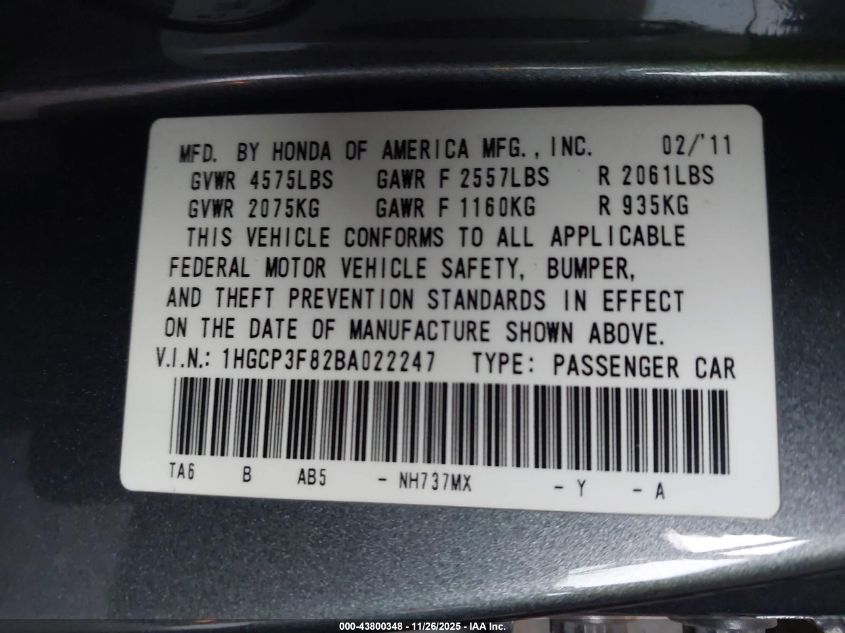 MFD. BY HONDA OF AMERICA MFG., INC. 02/'11
GVWR 4575LBS GAWR F 2557LBS R 2061LBS
GVWR 2075KG GAWR F 1160KG R 935KG
THIS VEHICLE CONFORMS TO ALL APPLICABLE
FEDERAL MOTOR VEHICLE SAFETY, BUMPER,
AND THEFT PREVENTION STANDARDS IN EFFECT
ON THE DATE OF MANUFACTURE SHOWN ABOVE.
V.I.N.: 1HGCP3F82BA022247 TYPE: PASSENGER CAR
TA6 B AB5 - NH737MX - Y - A
000-43800348 - 11/26/2025 - IAA Inc.